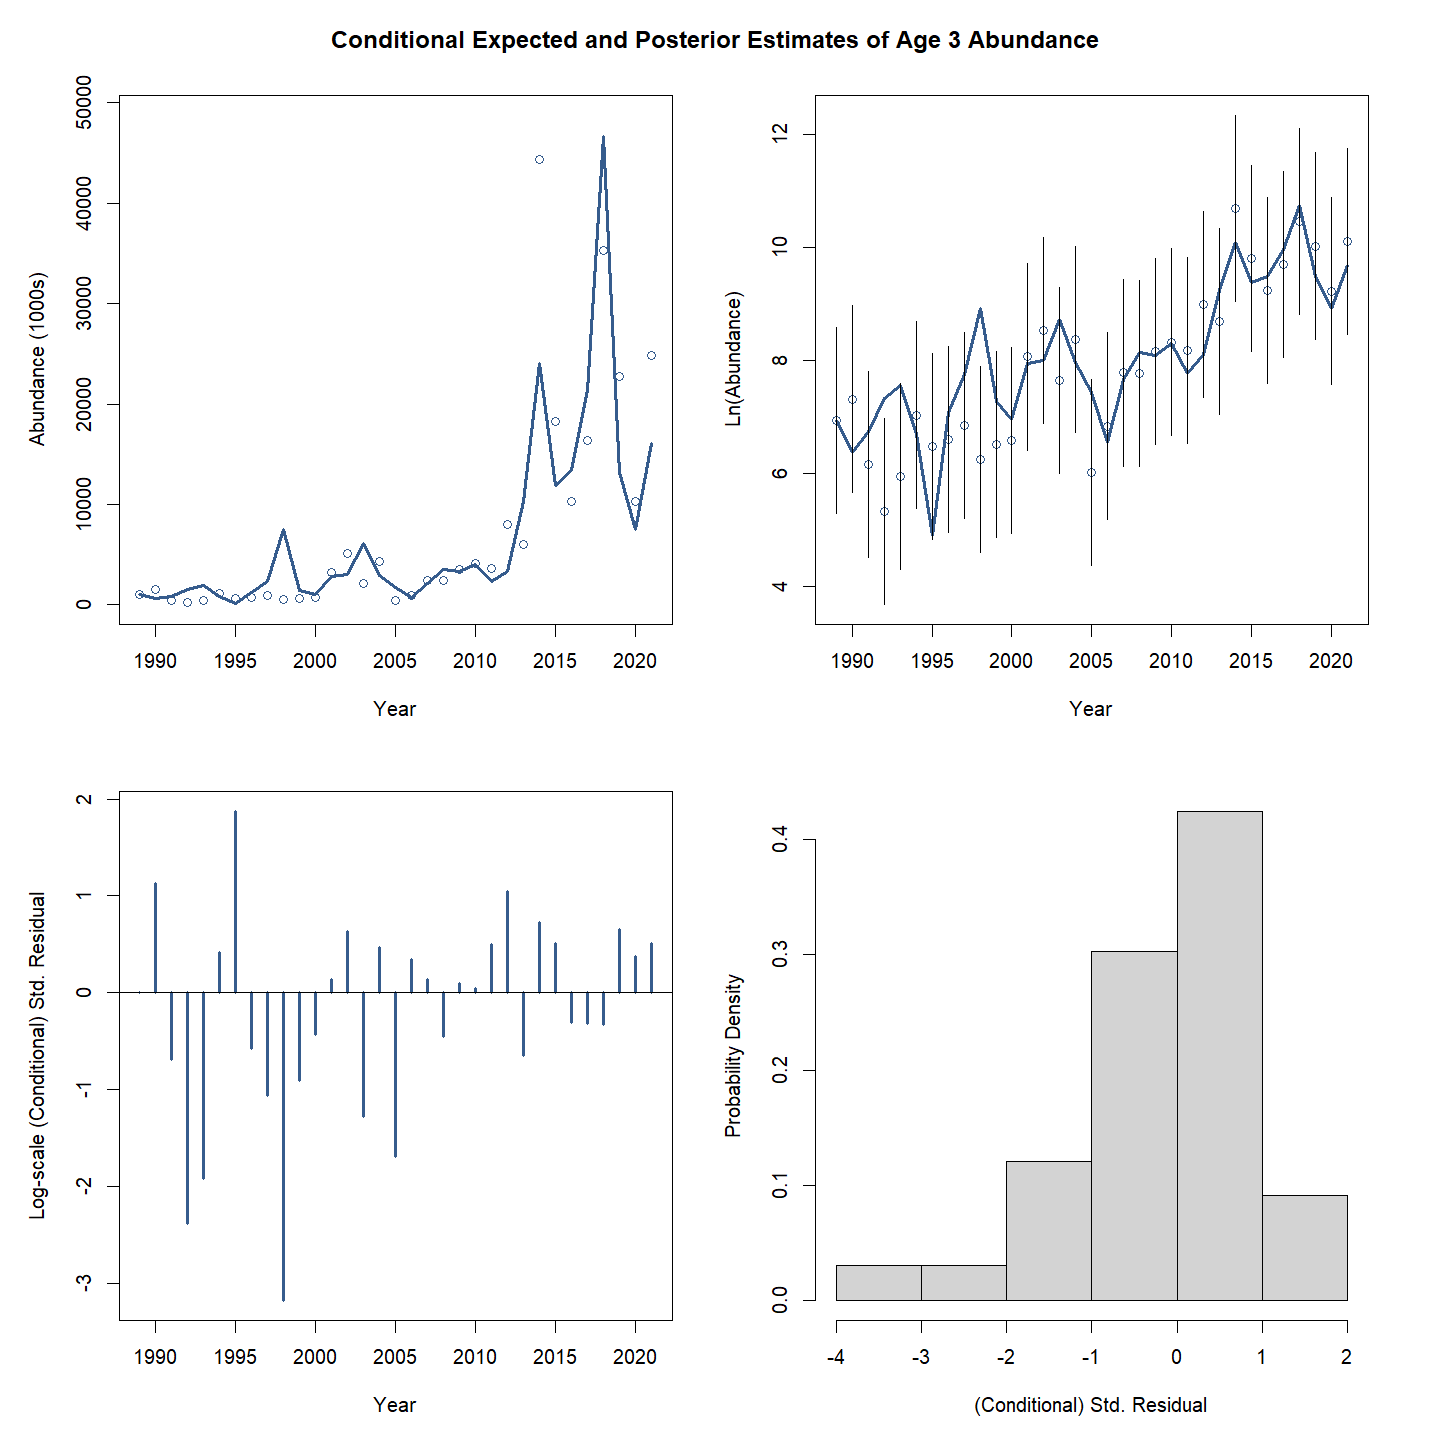 Conditional Expected and Posterior Estimates of Age 3 Abundance
Abundance (1000s)
50000
40000
30000
20000
10000
0
1990 1995 2000 2005 2010 2015 2020
Year
Ln(Abundance)
12
10
8
6
4
1990 1995 2000 2005 2010 2015 2020
Year
Log-scale (Conditional) Std. Residual
2
1
0
-1
-2
-3
1990 1995 2000 2005 2010 2015 2020
Year
Probability Density
0.4
0.3
0.2
0.1
0.0
-4 -3 -2 -1 0 1 2
(Conditional) Std. Residual